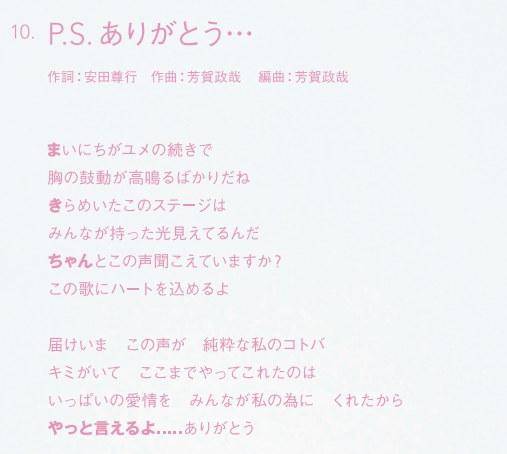 10. P.S. ありがとう…
作詞：安田尊行　作曲：芳賀政哉　編曲：芳賀政哉
まいにちがユメの続きで
胸の鼓動が高鳴るばかりだね
きらめいたこのステージは
みんなが持った光見えてるんだ
ちゃんとこの声聞こえていますか？
この歌にハートを込めるよ
届けいま　この声が　純粋な私のコトバ
キミがいて　ここまでやってこれたのは
いっぱいの愛情を　みんなが私の為に　くれたから
やっと言えるよ.....ありがとう